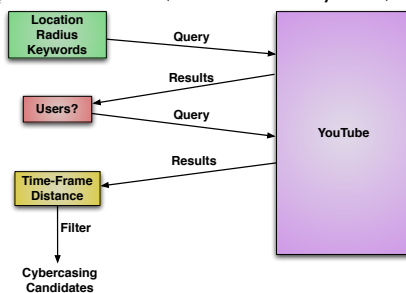 Location
Radius
Keywords
Query
Results
Users?
Query
YouTube
Results
Time-Frame
Distance
Filter
Cybercasing
Candidates